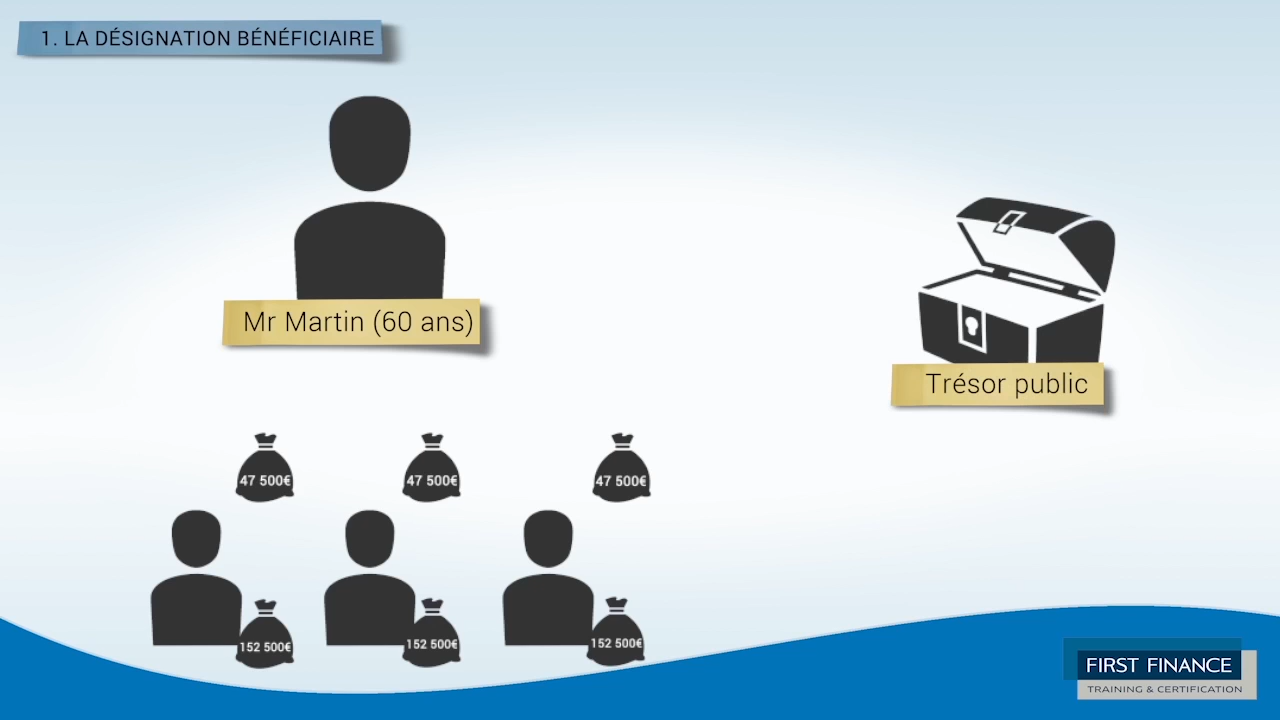 1. LA DÉSIGNATION BÉNÉFICIAIRE
Mr Martin (60 ans)
Trésor public
47 500€
47 500€
47 500€
152 500€
152 500€
152 500€
FIRST FINANCE
TRAINING & CERTIFICATION